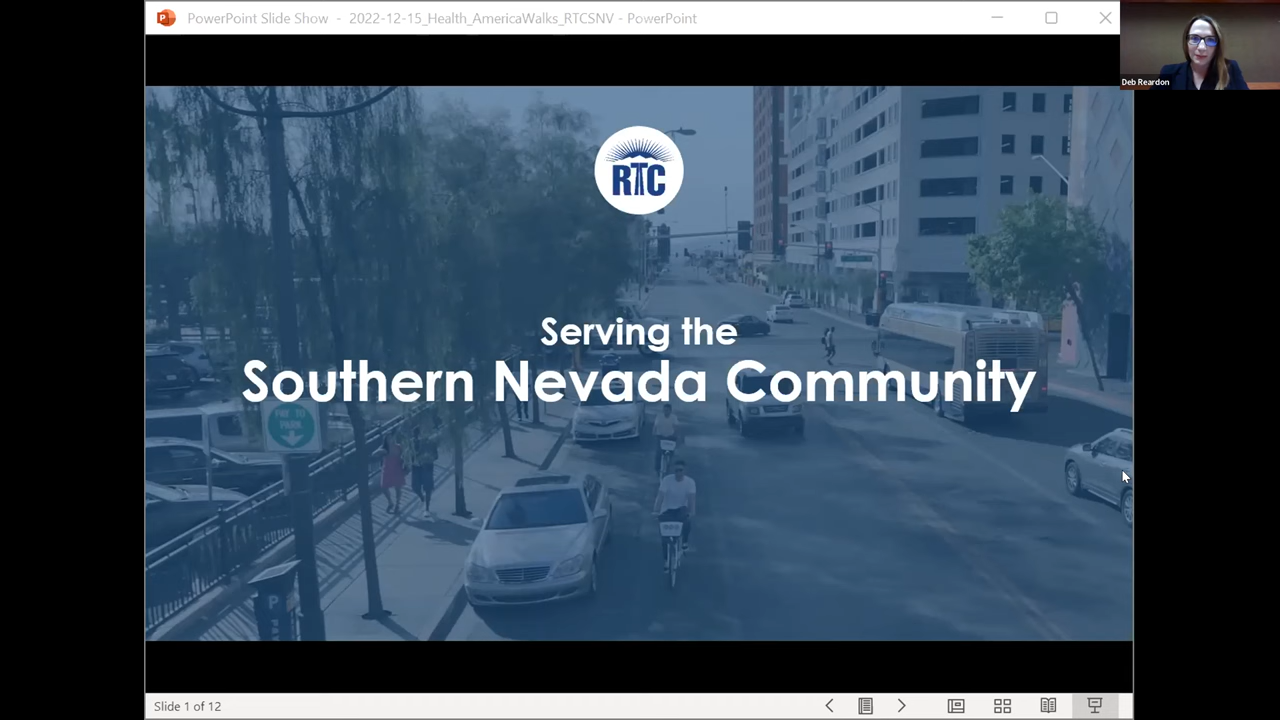 PowerPoint Slide Show - 2022-12-15_Health_AmericaWalks_RTCSNV - PowerPoint
Deb Reardon
RTC
Serving the
Southern Nevada Community
PAY TO
PARK
Slide 1 of 12